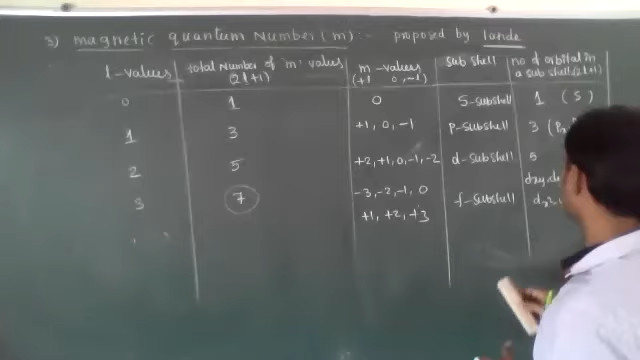 3) magnetic quantum Number (m) :- proposed by lande
l-values total Number of 'm' values (2l+1) m-values (+l 0, -l) sub shell no of orbital in a sub shell (2l+1)
0 1 0 S-subshell 1 (S)
1 3 +1, 0, -1 p-subshell 3 (Px,
2 5 +2, +1, 0, -1, -2 d-subshell 5
dxy,
3 7 -3, -2, -1, 0 f-subshell
+1, +2, +3